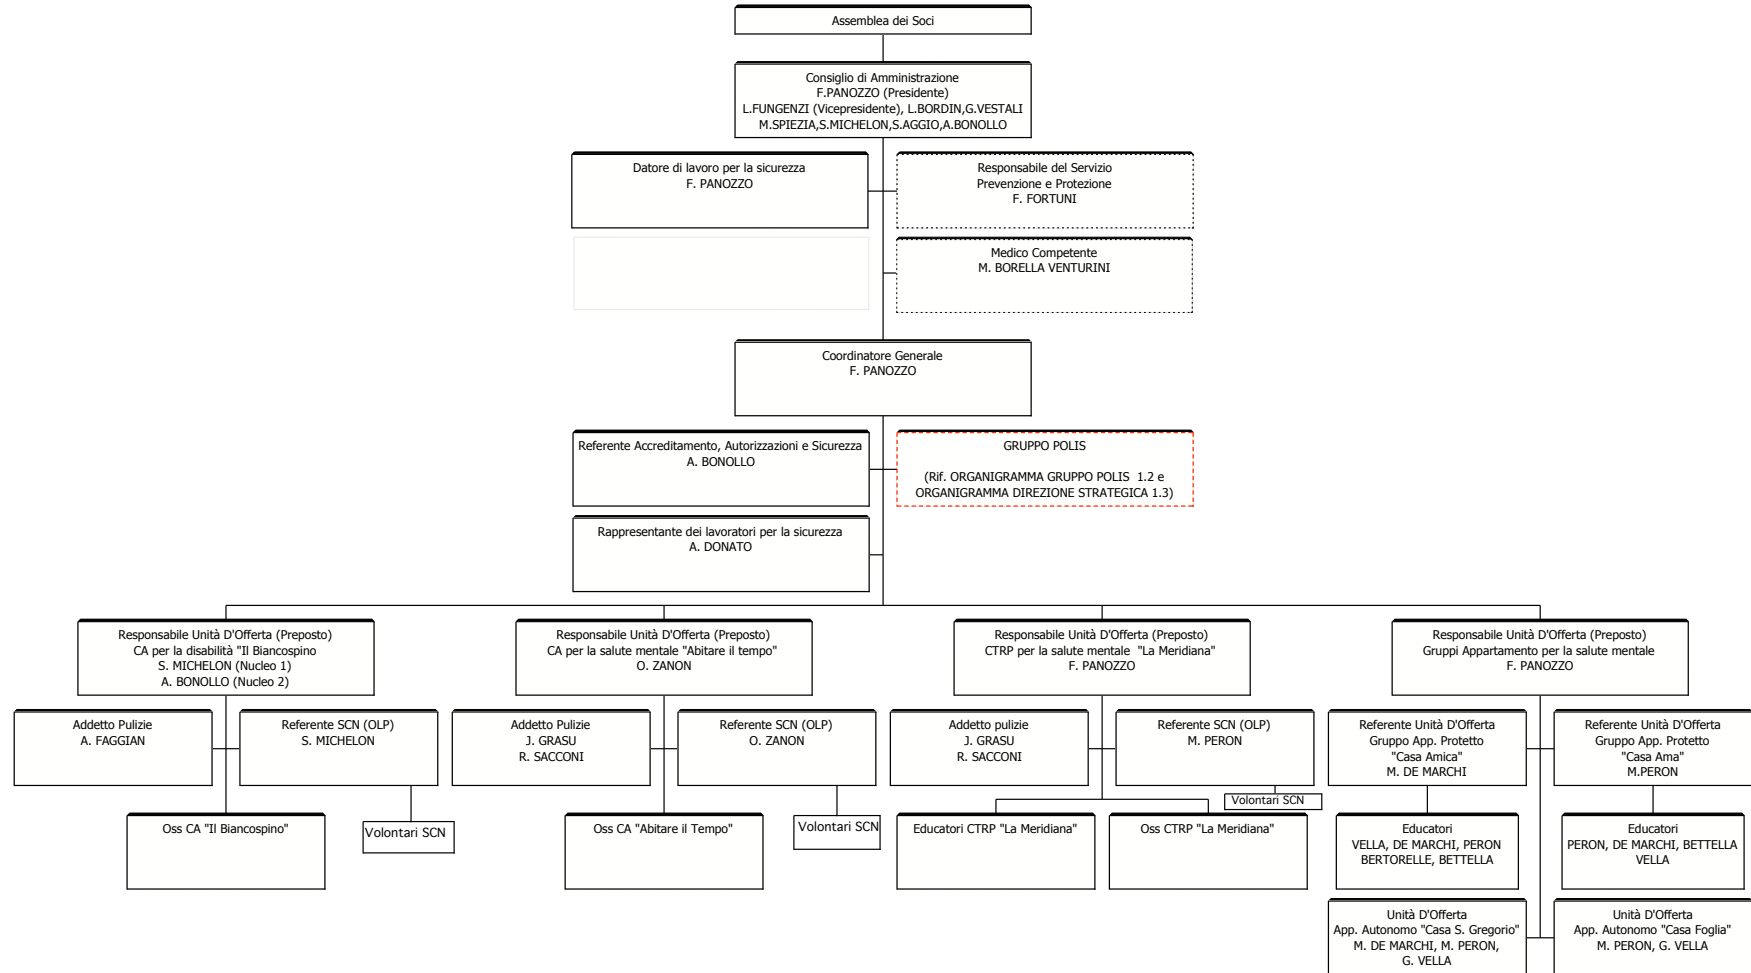 Assemblea dei Soci
Consiglio di Amministrazione
F.PANOZZO (Presidente)
L.FUNGENZI (Vicepresidente), L.BORDIN,G.VESTALI
M.SPIEZIA,S.MICHELON,S.AGGIO,A.BONOLLO
Datore di lavoro per la sicurezza
F. PANOZZO
Responsabile del Servizio
Prevenzione e Protezione
F. FORTUNI
Medico Competente
M. BORELLA VENTURINI
Coordinatore Generale
F. PANOZZO
Referente Accreditamento, Autorizzazioni e Sicurezza
A. BONOLLO
GRUPPO POLIS
(Rif. ORGANIGRAMMA GRUPPO POLIS 1.2 e
ORGANIGRAMMA DIREZIONE STRATEGICA 1.3)
Rappresentante dei lavoratori per la sicurezza
A. DONATO
Responsabile Unità D'Offerta (Preposto)
CA per la disabilità "Il Biancospino
S. MICHELON (Nucleo 1)
A. BONOLLO (Nucleo 2)
Responsabile Unità D'Offerta (Preposto)
CA per la salute mentale "Abitare il tempo"
O. ZANON
Responsabile Unità D'Offerta (Preposto)
CTRP per la salute mentale "La Meridiana"
F. PANOZZO
Responsabile Unità D'Offerta (Preposto)
Gruppi Appartamento per la salute mentale
F. PANOZZO
Addetto Pulizie
A. FAGGIAN
Referente SCN (OLP)
S. MICHELON
Addetto Pulizie
J. GRASU
R. SACCONI
Referente SCN (OLP)
O. ZANON
Addetto pulizie
J. GRASU
R. SACCONI
Referente SCN (OLP)
M. PERON
Referente Unità D'Offerta
Gruppo App. Protetto
"Casa Amica"
M. DE MARCHI
Referente Unità D'Offerta
Gruppo App. Protetto
"Casa Ama"
M.PERON
Oss CA "Il Biancospino"
Volontari SCN
Oss CA "Abitare il Tempo"
Volontari SCN
Educatori CTRP "La Meridiana"
Oss CTRP "La Meridiana"
Volontari SCN
Educatori
VELLA, DE MARCHI, PERON
BERTORELLE, BETTELLA
Educatori
PERON, DE MARCHI, BETTELLA
VELLA
Unità D'Offerta
App. Autonomo "Casa S. Gregorio"
M. DE MARCHI, M. PERON,
G. VELLA
Unità D'Offerta
App. Autonomo "Casa Foglia"
M. PERON, G. VELLA